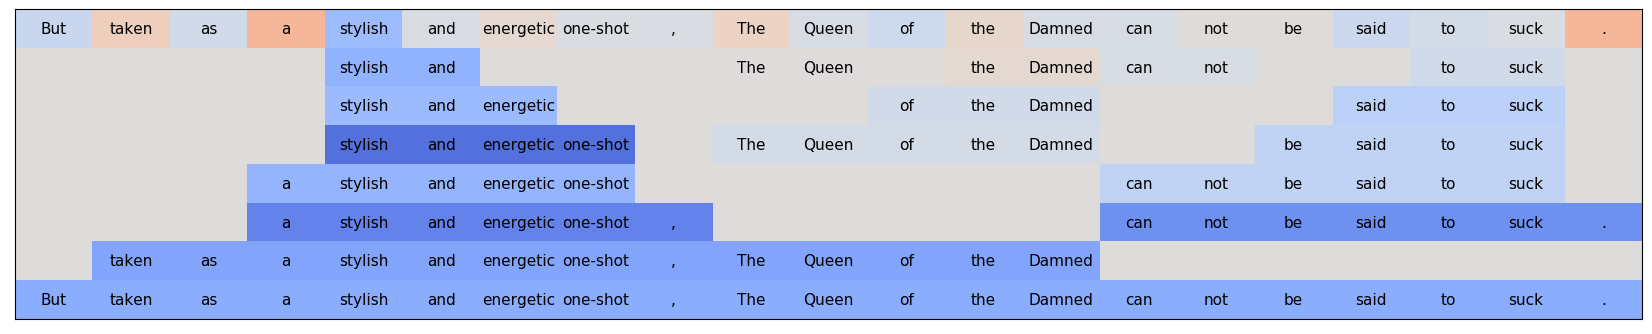 But taken as a stylish and energetic one-shot , The Queen of the Damned can not be said to suck .
stylish and The Queen the Damned can not to suck
stylish and energetic of the Damned said to suck
stylish and energetic one-shot The Queen of the Damned be said to suck
a stylish and energetic one-shot can not be said to suck
a stylish and energetic one-shot , can not be said to suck .
taken as a stylish and energetic one-shot , The Queen of the Damned
But taken as a stylish and energetic one-shot , The Queen of the Damned can not be said to suck .